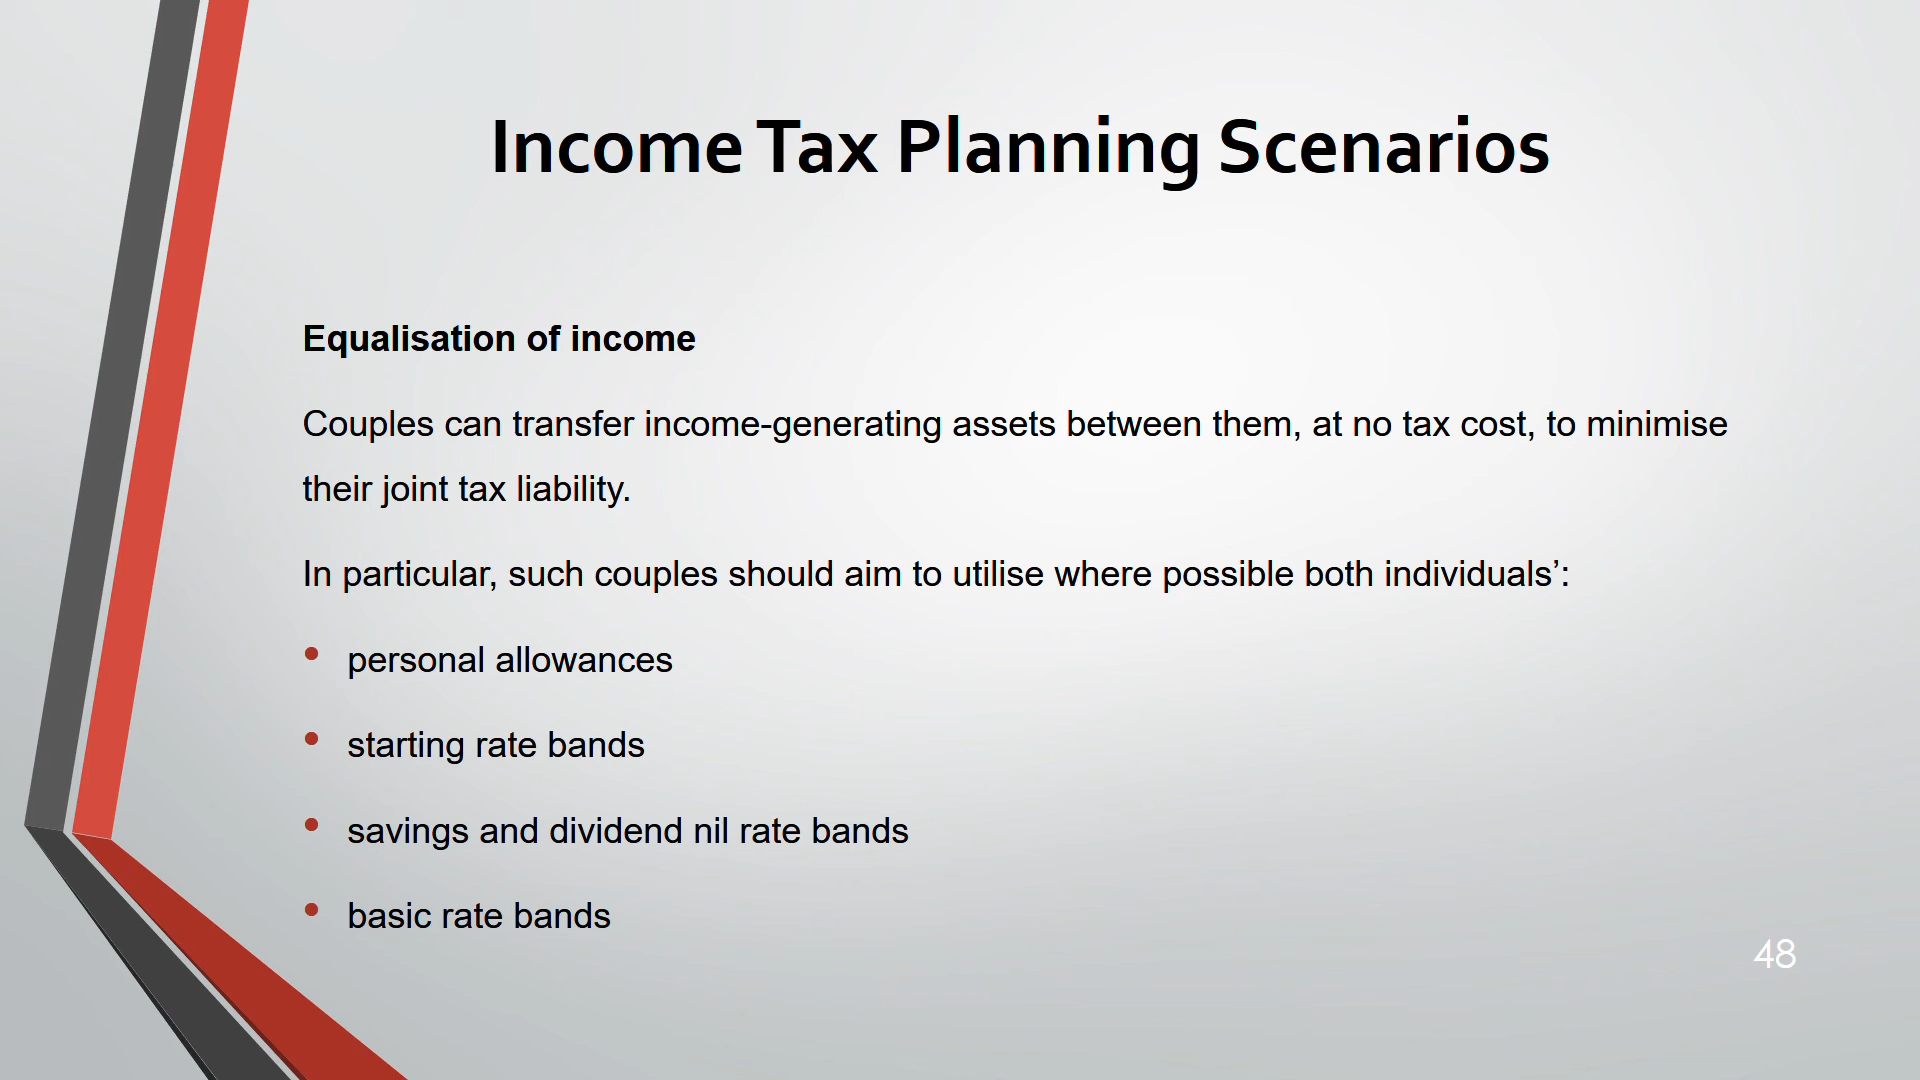 Income Tax Planning Scenarios
Equalisation of income
Couples can transfer income-generating assets between them, at no tax cost, to minimise
their joint tax liability.
In particular, such couples should aim to utilise where possible both individuals’:
• personal allowances
• starting rate bands
• savings and dividend nil rate bands
• basic rate bands
48